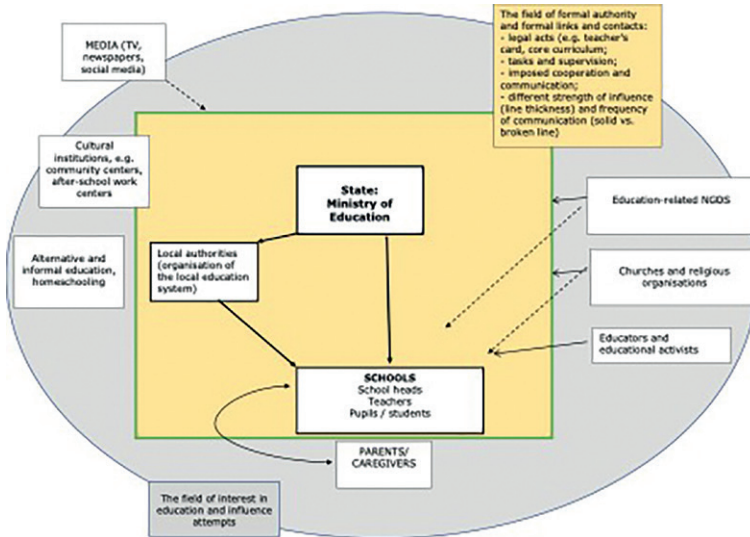 MEDIA (TV,
newspapers,
social media)
The field of formal authority
and formal links and contacts:
- legal acts (e.g. teacher's
card, core curriculum;
- tasks and supervision;
- imposed cooperation and
communication;
- different strength of influence
(line thickness) and frequency
of communication (solid vs.
broken line)
Cultural
institutions, e.g.
community centers,
after-school work
centers
State:
Ministry of
Education
Education-related NGOS
Alternative and
informal education,
homeschooling
Local authorities
(organisation of
the local education
system)
Churches and religious
organisations
Educators and
educational activists
SCHOOLS
School heads
Teachers
Pupils / students
PARENTS/
CAREGIVERS
The field of interest in
education and influence
attempts